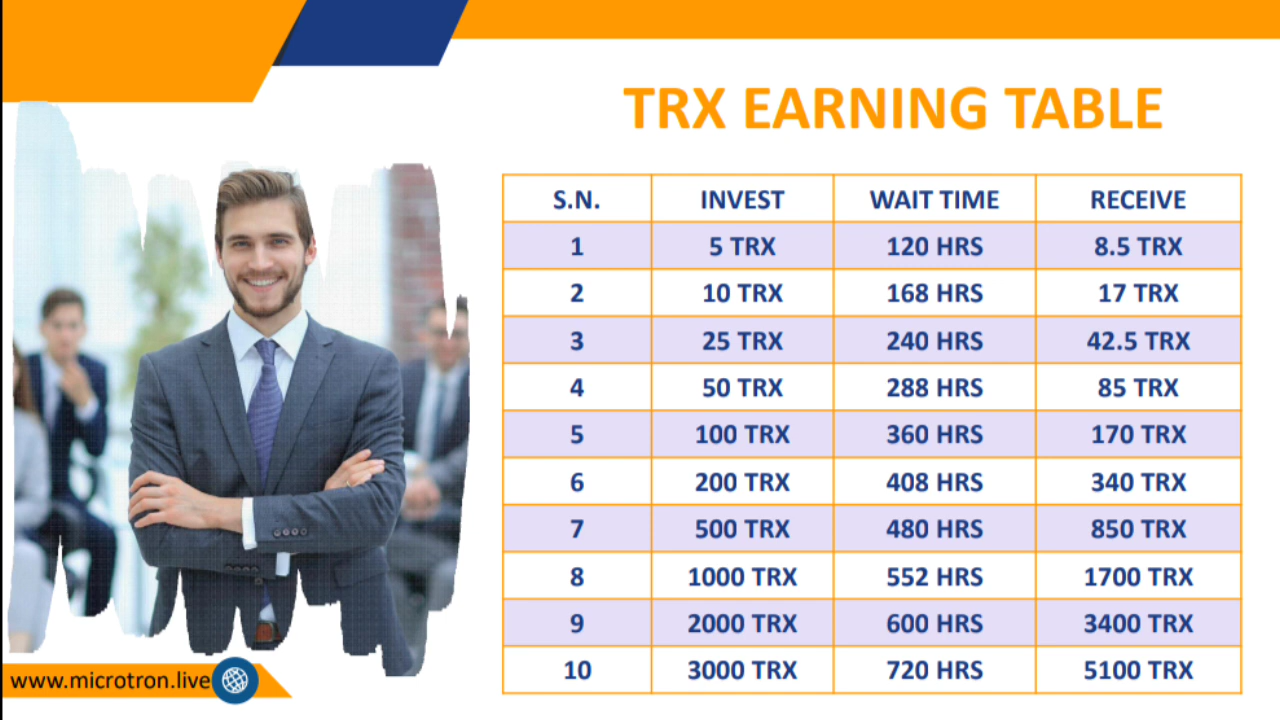 TRX EARNING TABLE
S.N. INVEST WAIT TIME RECEIVE
1 5 TRX 120 HRS 8.5 TRX
2 10 TRX 168 HRS 17 TRX
3 25 TRX 240 HRS 42.5 TRX
4 50 TRX 288 HRS 85 TRX
5 100 TRX 360 HRS 170 TRX
6 200 TRX 408 HRS 340 TRX
7 500 TRX 480 HRS 850 TRX
8 1000 TRX 552 HRS 1700 TRX
9 2000 TRX 600 HRS 3400 TRX
10 3000 TRX 720 HRS 5100 TRX
www.microtron.live